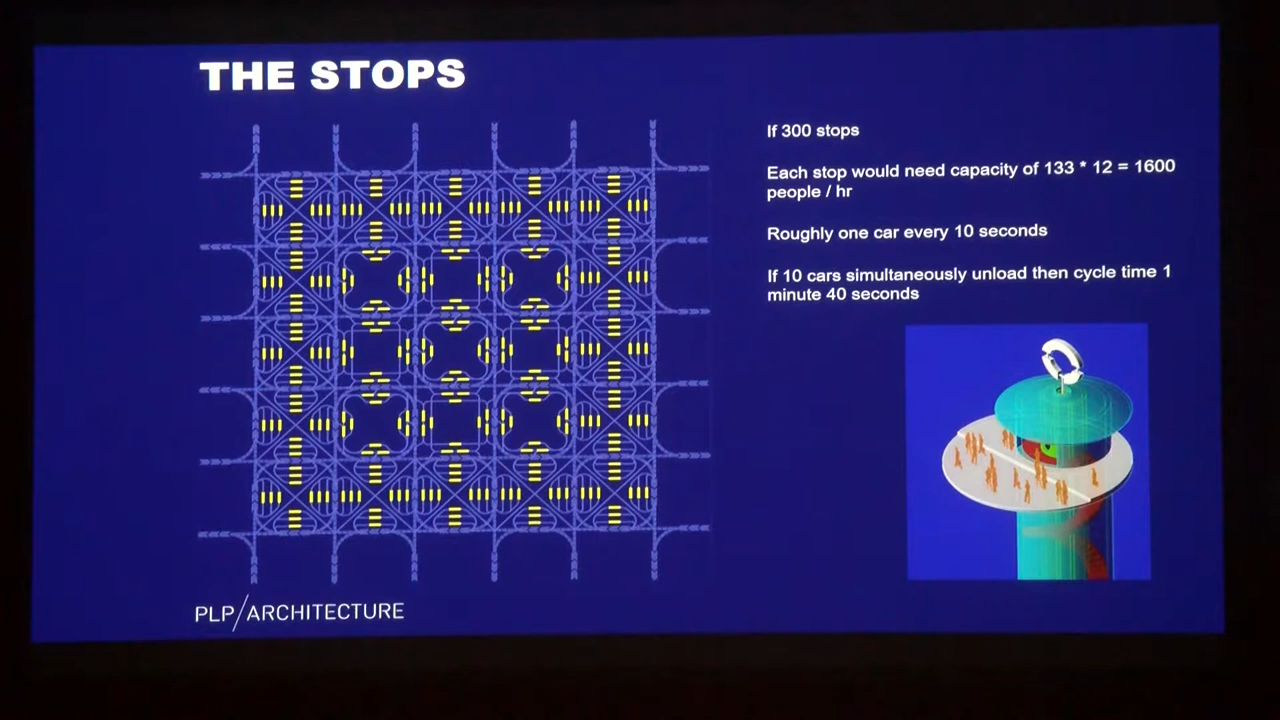 THE STOPS
If 300 stops
Each stop would need capacity of 133 * 12 = 1600
people / hr
Roughly one car every 10 seconds
If 10 cars simultaneously unload then cycle time 1
minute 40 seconds
PLP/ARCHITECTURE